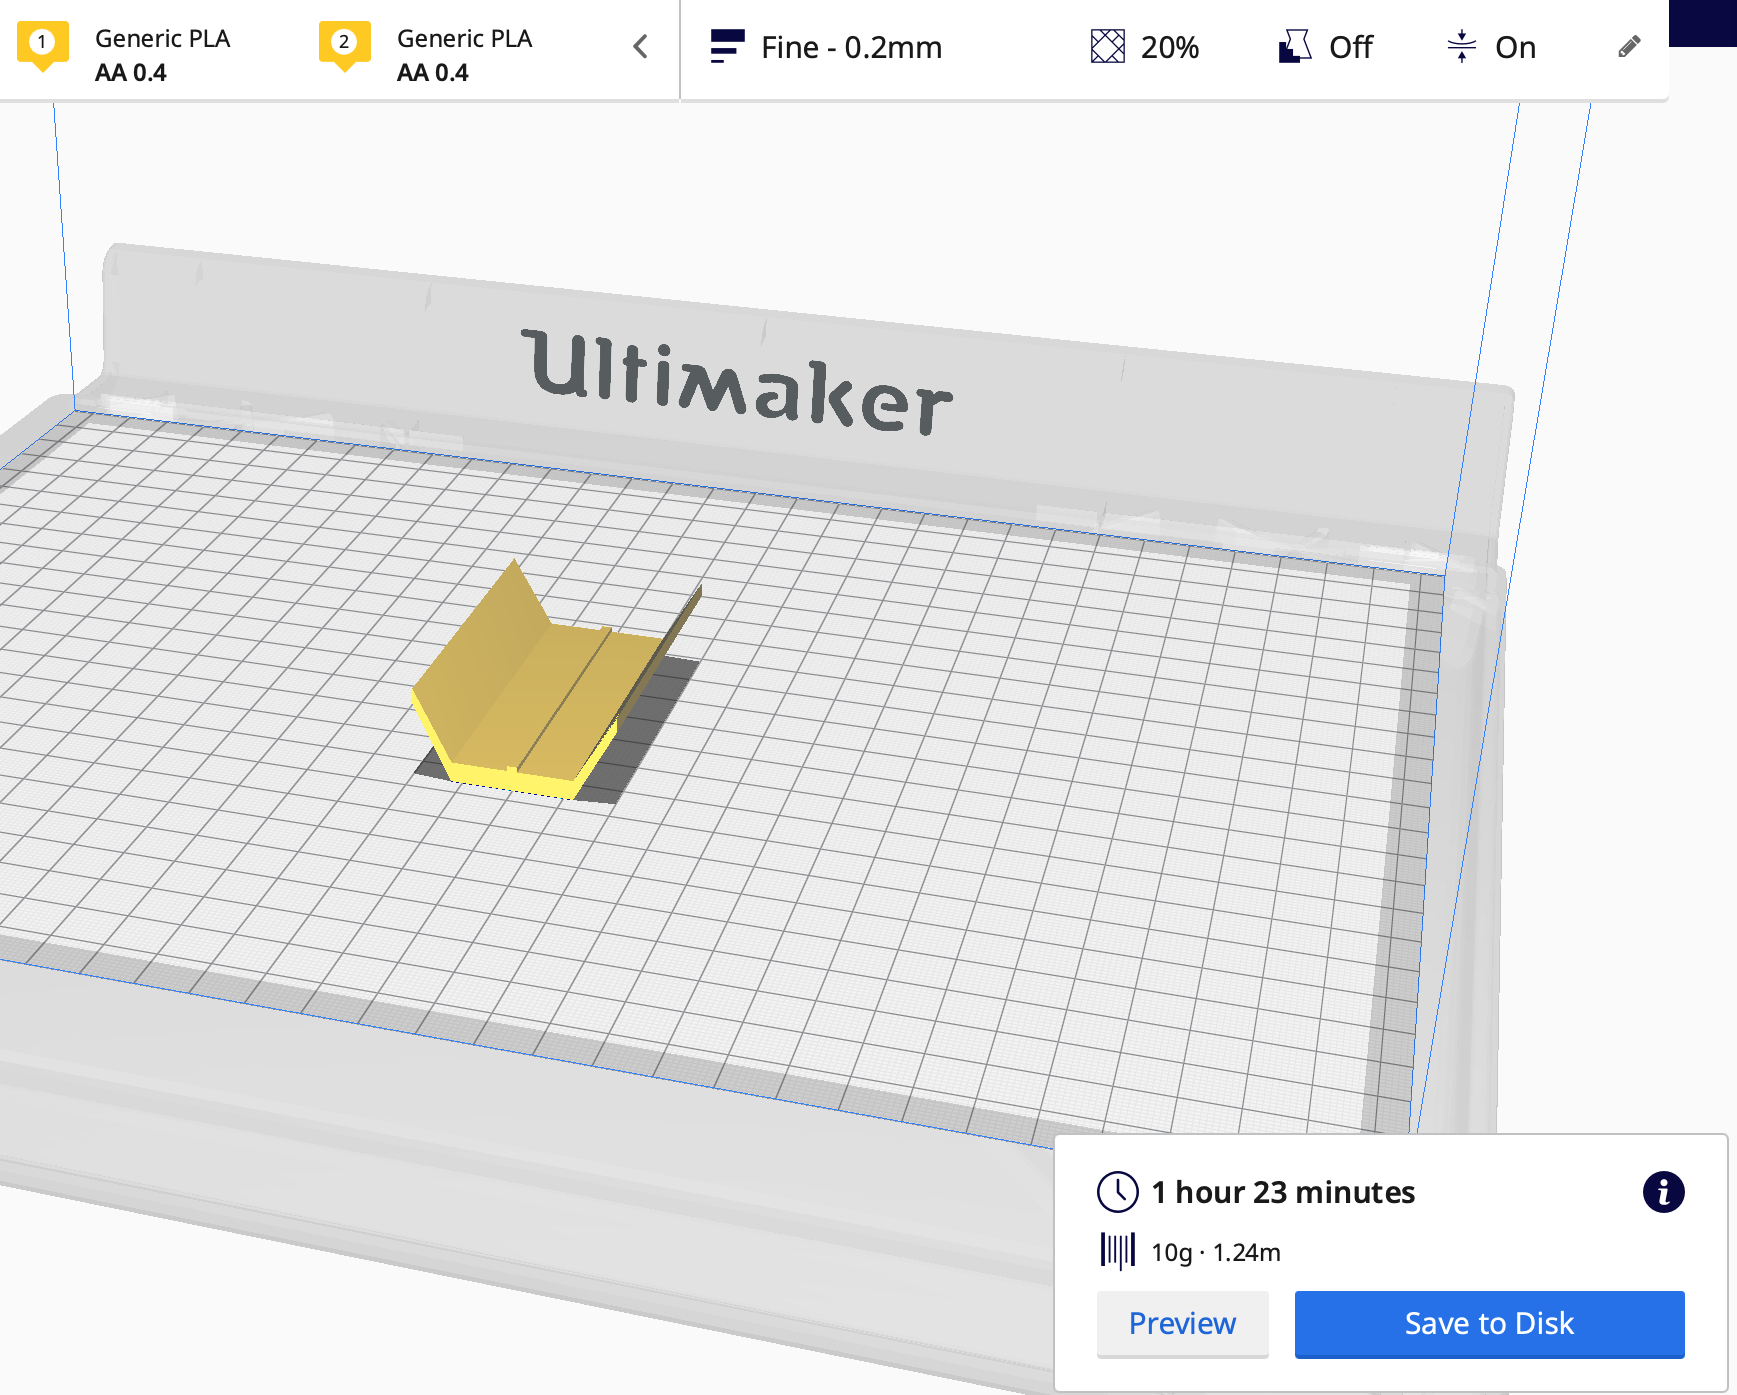 1
Generic PLA
AA 0.4
2
Generic PLA
AA 0.4
Fine - 0.2mm
20%
Off
On
Ultimaker
1 hour 23 minutes
i
10g · 1.24m
Preview
Save to Disk